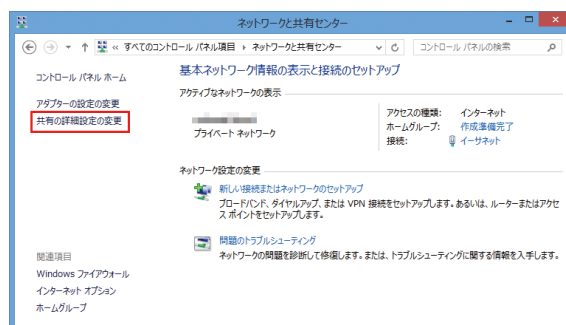 ネットワークと共有センター
« すべてのコントロール パネル項目 ▸ ネットワークと共有センター
コントロール パネルの検索
コントロール パネル ホーム
アダプターの設定の変更
共有の詳細設定の変更
基本ネットワーク情報の表示と接続のセットアップ
アクティブなネットワークの表示
プライベート ネットワーク
アクセスの種類: インターネット
ホームグループ: 作成準備完了
接続: イーサネット
ネットワーク設定の変更
新しい接続またはネットワークのセットアップ
ブロードバンド、ダイヤルアップ、または VPN 接続をセットアップします。あるいは、ルーターまたはアクセ
ス ポイントをセットアップします。
問題のトラブルシューティング
ネットワークの問題を診断して修復します。または、トラブルシューティングに関する情報を入手します。
関連項目
Windows ファイアウォール
インターネット オプション
ホームグループ